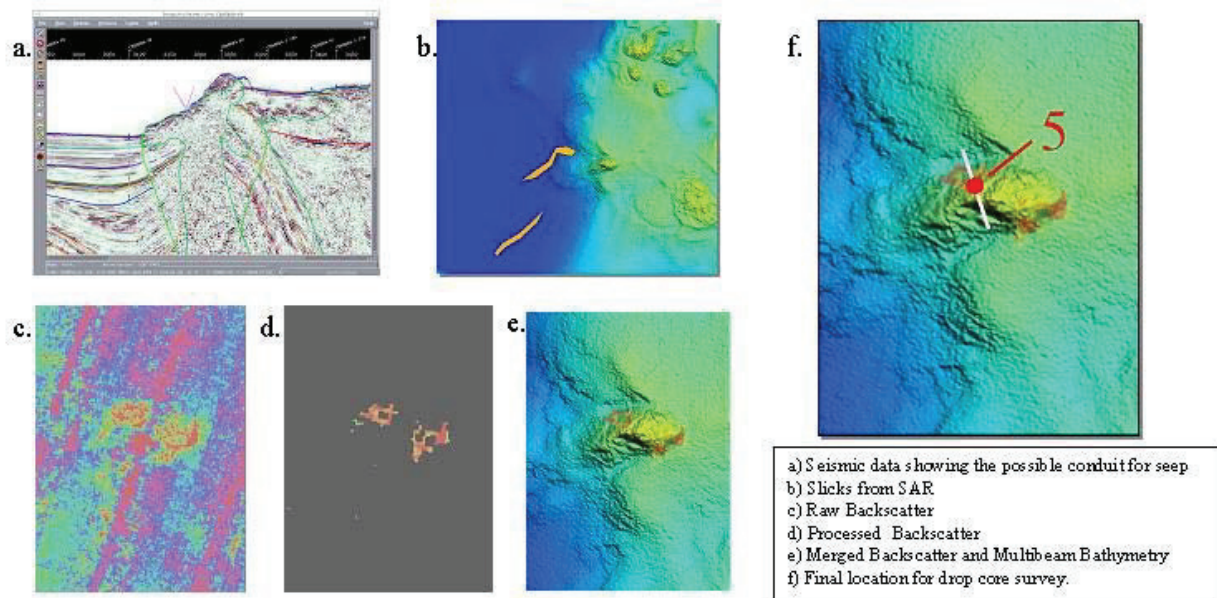 a.
b.
f.
5
c.
d.
e.
a) Seismic data showing the possible conduit for seep
b) Slicks from SAR
c) Raw Backscatter
d) Processed Backscatter
e) Merged Backscatter and Multibeam Bathymetry
f) Final location for drop core survey.